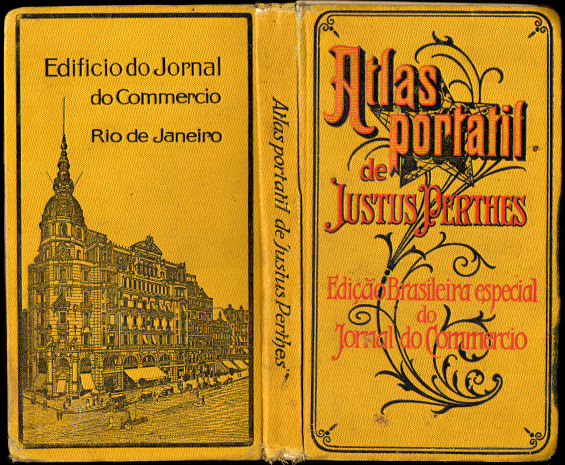 Edificio do Jornal
do Commercio
Rio de Janeiro
Atlas portatil de Justus Perthes
Atlas
portatil
de
JUSTUS PERTHES
Edição Brasileira especial
do
Jornal do Commercio